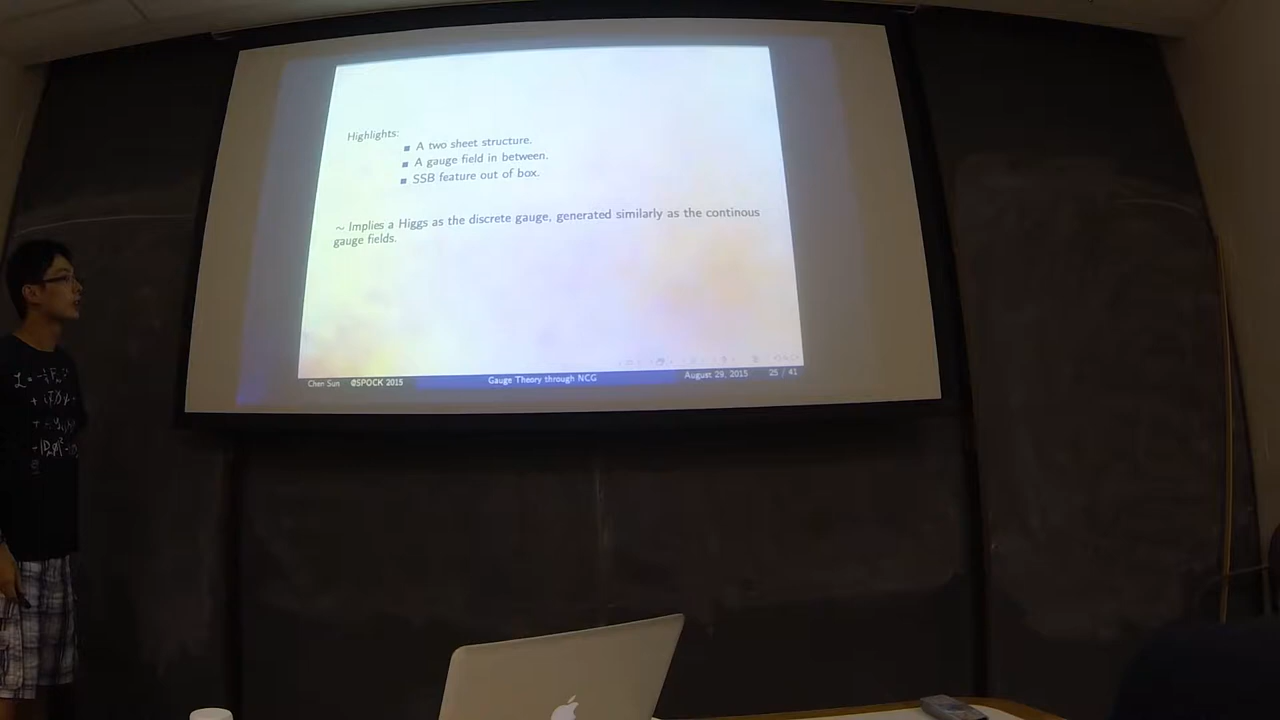 Highlights:
■ A two sheet structure.
■ A gauge field in between.
■ SSB feature out of box.
~ Implies a Higgs as the discrete gauge, generated similarly as the continous
gauge fields.
Chen Sun @SPOCK 2015 Gauge Theory through NCG August 29, 2015 25 / 41